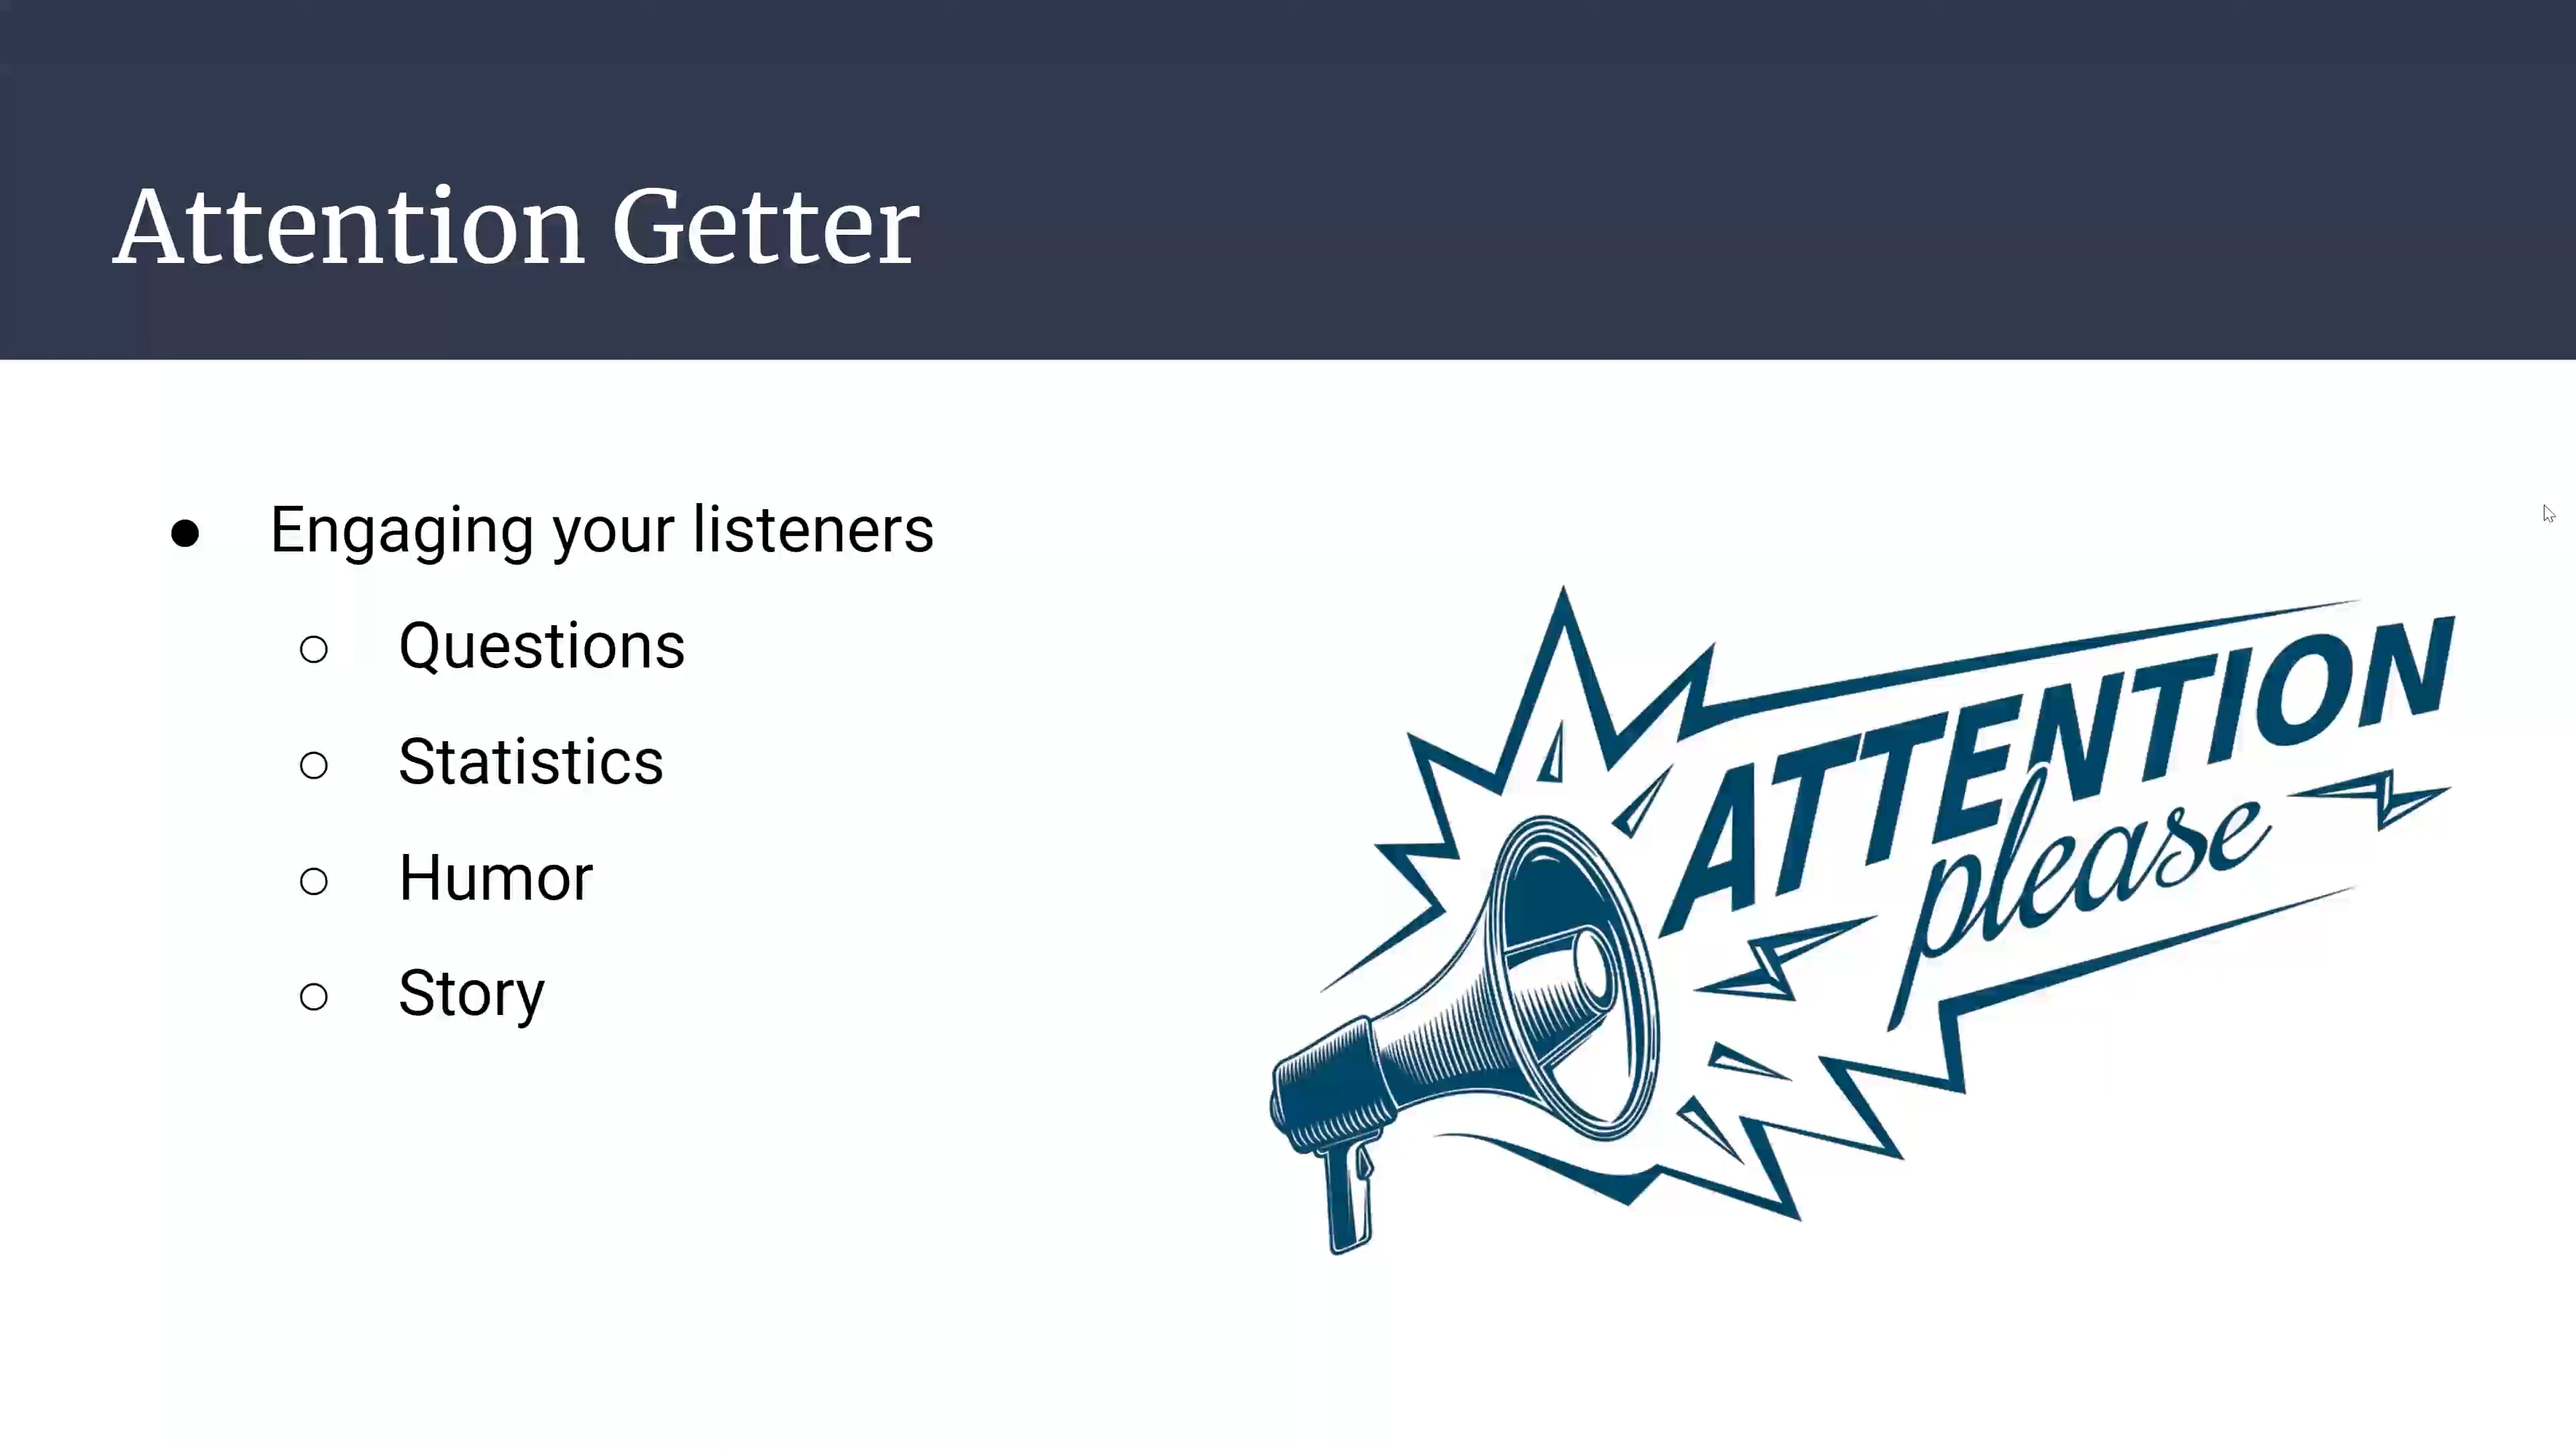 Attention Getter
● Engaging your listeners
○ Questions
○ Statistics
○ Humor
○ Story
ATTENTION
please